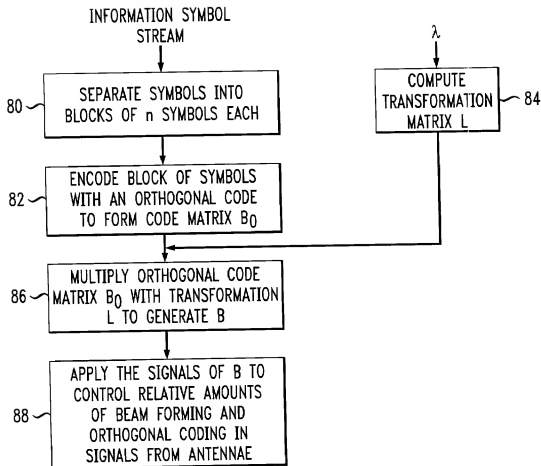 INFORMATION SYMBOL
STREAM
80
SEPARATE SYMBOLS INTO
BLOCKS OF n SYMBOLS EACH
λ
COMPUTE
TRANSFORMATION
MATRIX L
84
82
ENCODE BLOCK OF SYMBOLS
WITH AN ORTHOGONAL CODE
TO FORM CODE MATRIX B0
86
MULTIPLY ORTHOGONAL CODE
MATRIX B0 WITH TRANSFORMATION
L TO GENERATE B
88
APPLY THE SIGNALS OF B TO
CONTROL RELATIVE AMOUNTS
OF BEAM FORMING AND
ORTHOGONAL CODING IN
SIGNALS FROM ANTENNAE